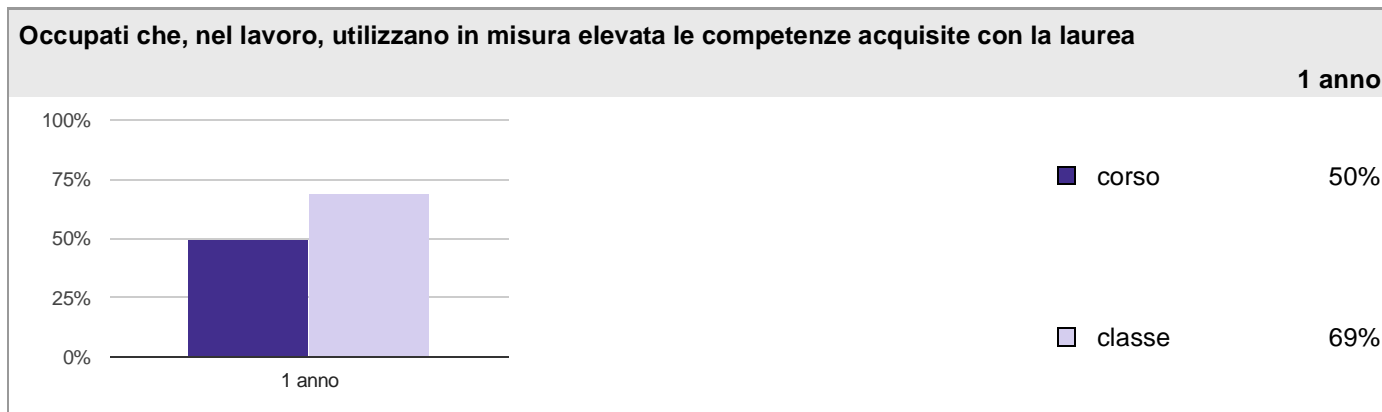 Occupati che, nel lavoro, utilizzano in misura elevata le competenze acquisite con la laurea
1 anno
100%
75%
50%
25%
0%
1 anno
corso 50%
classe 69%